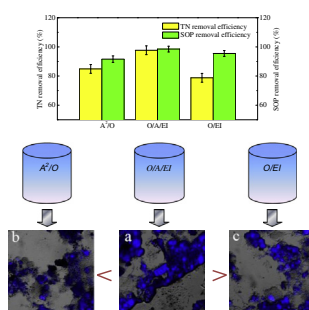 TN removal efficiency
SOP removal efficiency
TN removal efficiency (%)
120
100
80
60
SOP removal efficiency (%)
120
100
80
60
A²/O
O/A/EI
O/EI
A²/O
O/A/EI
O/EI
b
<
a
>
c